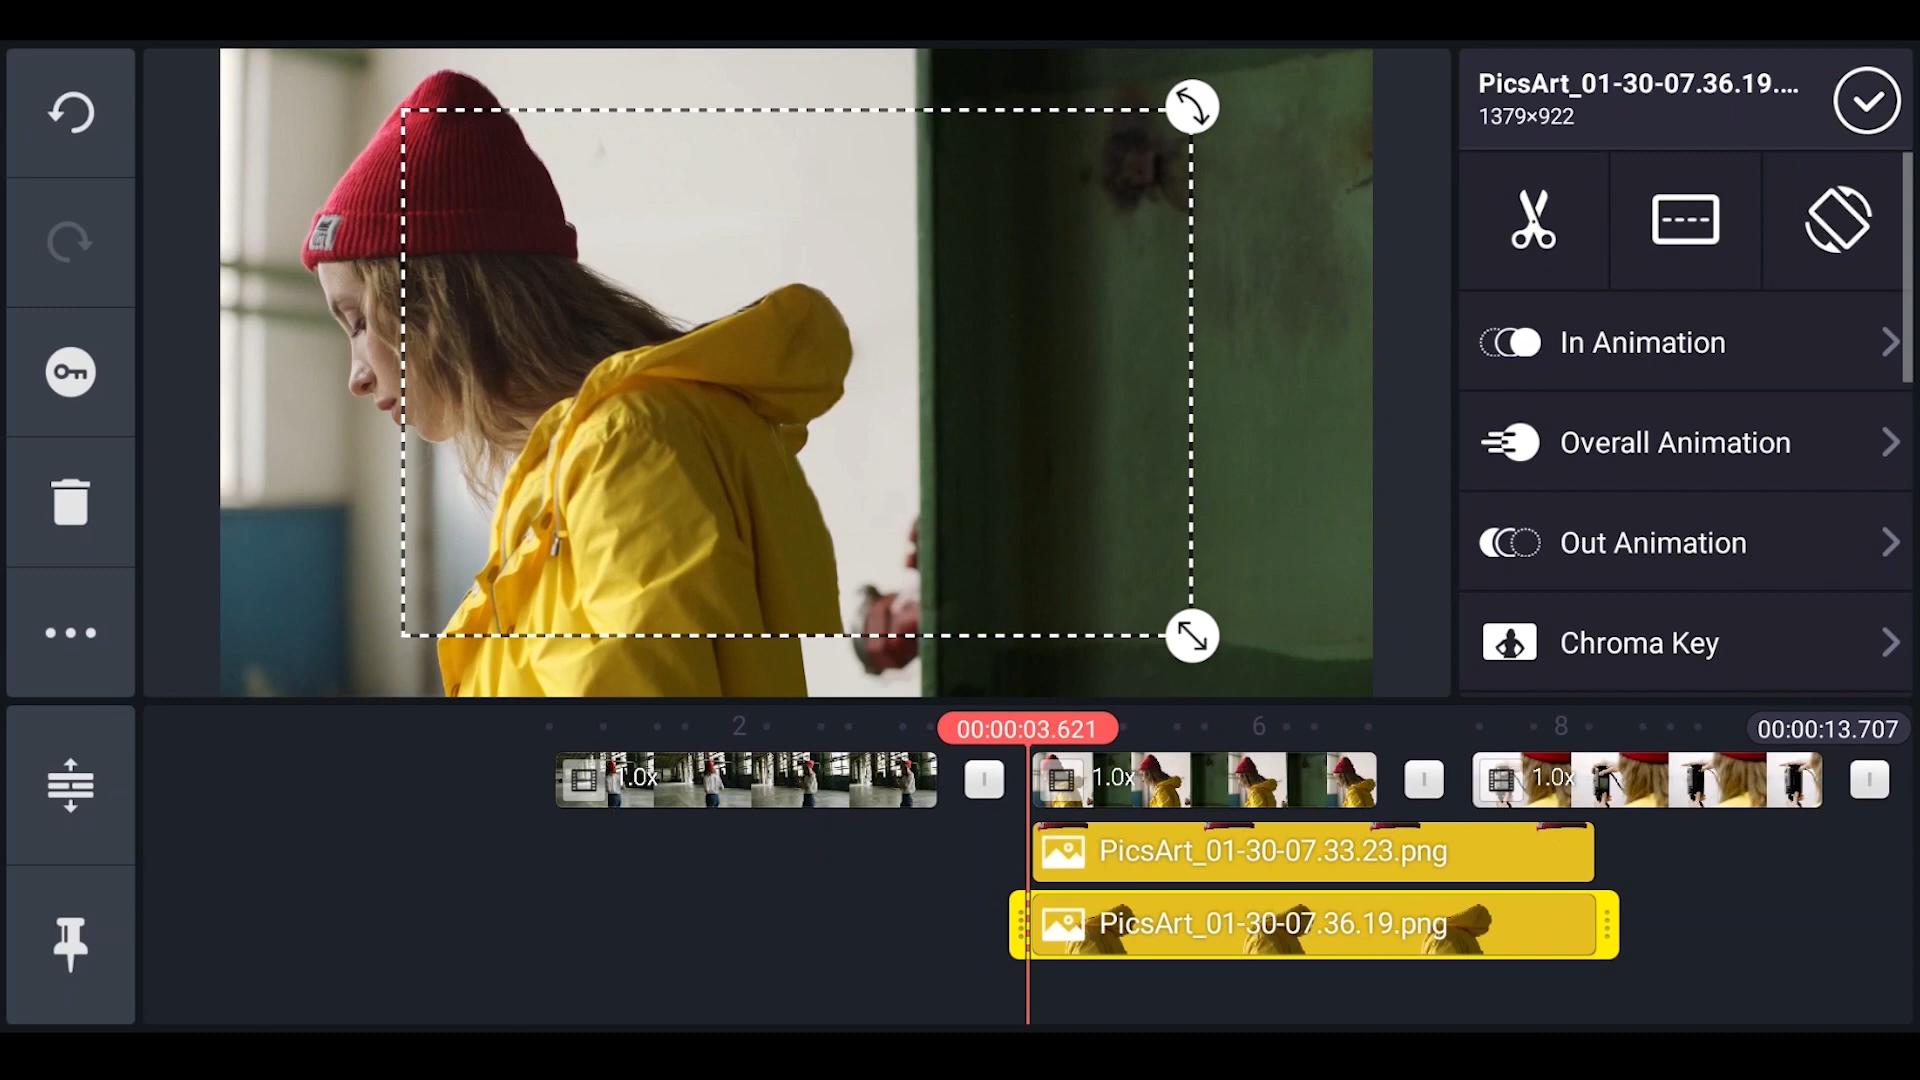 PicsArt_01-30-07.36.19....
1379×922
In Animation
Overall Animation
Out Animation
Chroma Key
2
00:00:03.621
6
8
00:00:13.707
1.0x
1.0x
1.0x
PicsArt_01-30-07.33.23.png
PicsArt_01-30-07.36.19.png